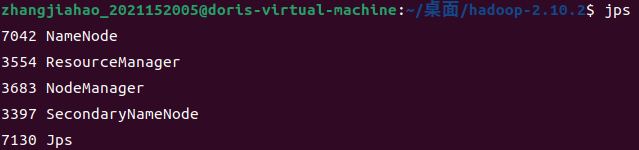 zhangjiahao_2021152005@doris-virtual-machine:~/桌面/hadoop-2.10.2$ jps
7042 NameNode
3554 ResourceManager
3683 NodeManager
3397 SecondaryNameNode
7130 Jps